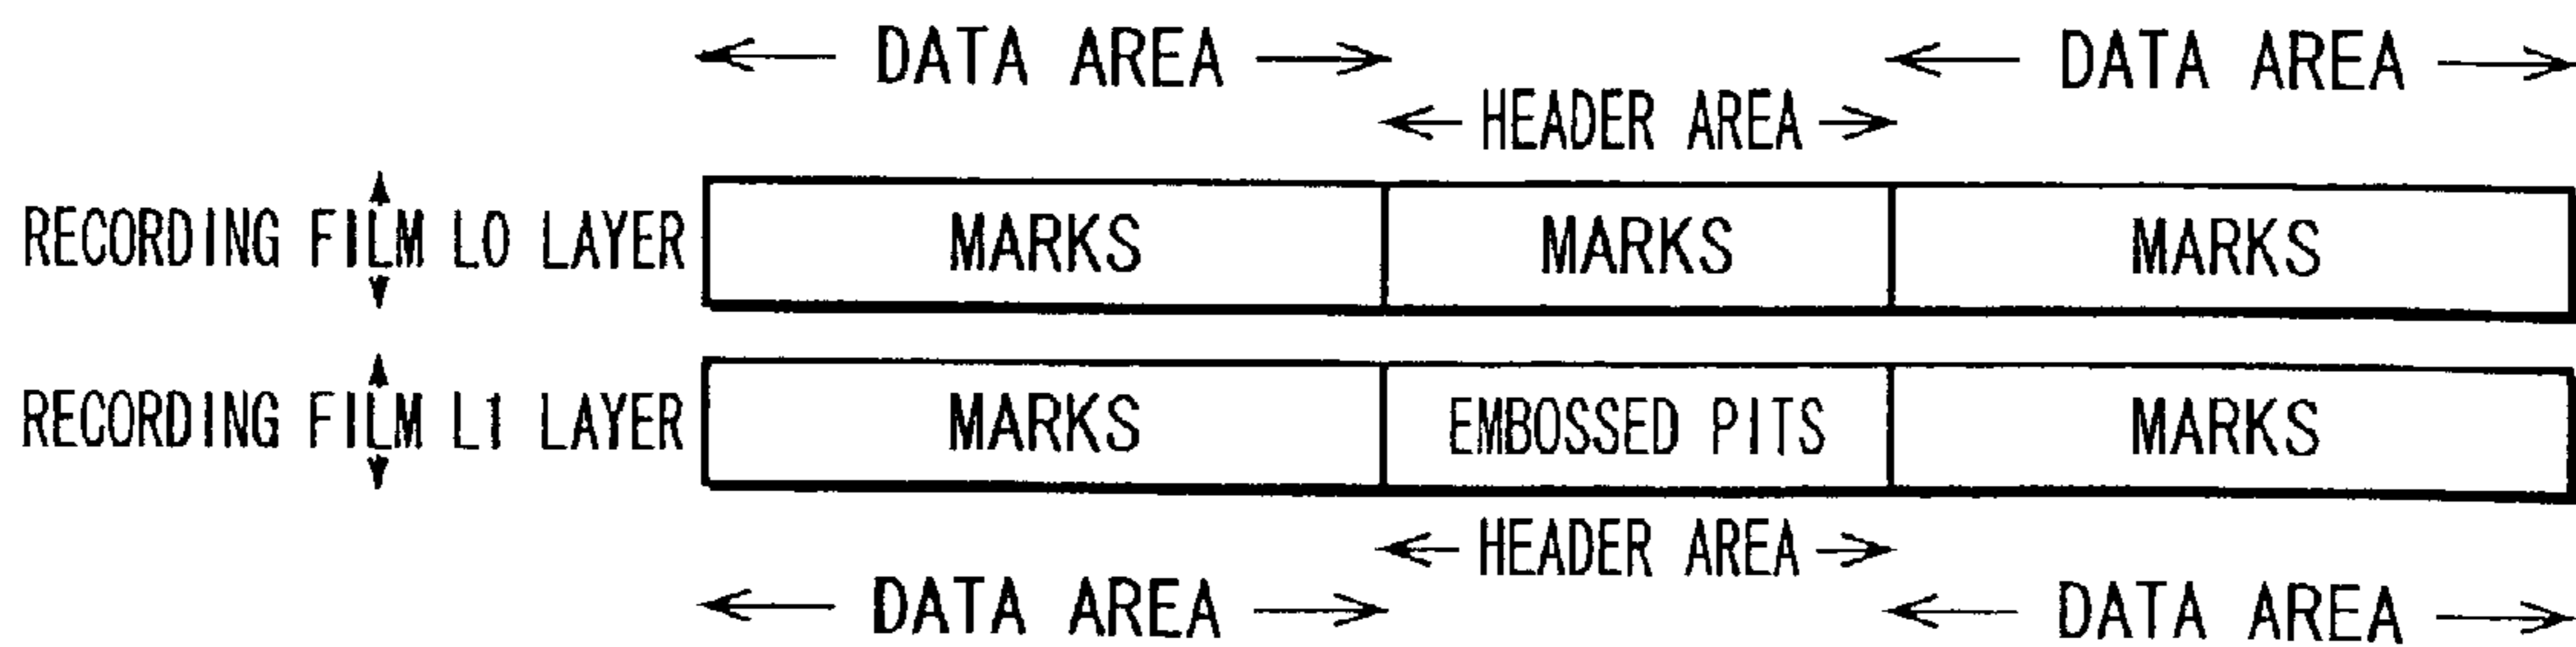 DATA AREA DATA AREA
HEADER AREA
RECORDING FILM L0 LAYER MARKS MARKS MARKS
RECORDING FILM L1 LAYER MARKS EMBOSSED PITS MARKS
HEADER AREA
DATA AREA DATA AREA